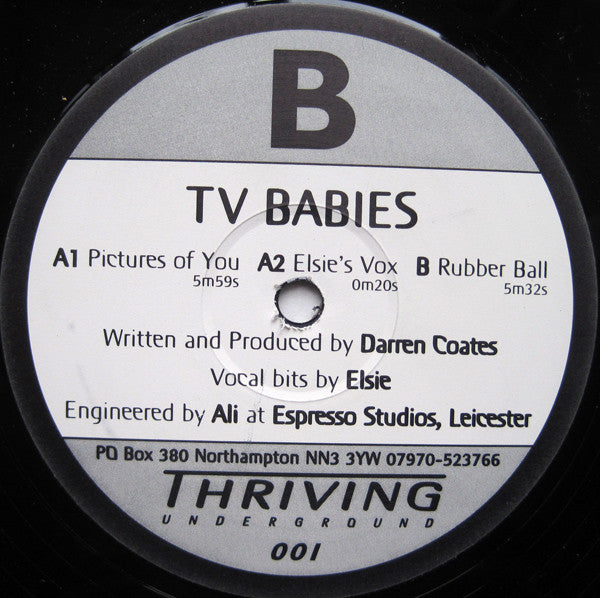 B
TV BABIES
A1 Pictures of You A2 Elsie's Vox B Rubber Ball
5m59s 0m20s 5m32s
Written and Produced by Darren Coates
Vocal bits by Elsie
Engineered by Ali at Espresso Studios, Leicester
PO Box 380 Northampton NN3 3YW 07970-523766
THRIVING
UNDERGROUND
001